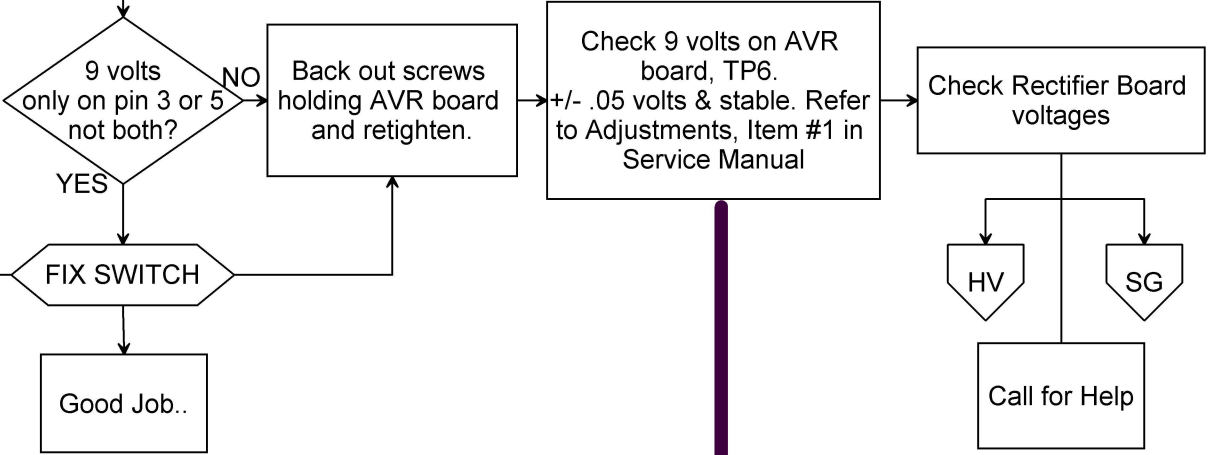 9 volts
only on pin 3 or 5
not both?
NO
YES
Back out screws
holding AVR board
and retighten.
Check 9 volts on AVR
board, TP6.
+/- .05 volts & stable. Refer
to Adjustments, Item #1 in
Service Manual
Check Rectifier Board
voltages
FIX SWITCH
HV
SG
Good Job..
Call for Help